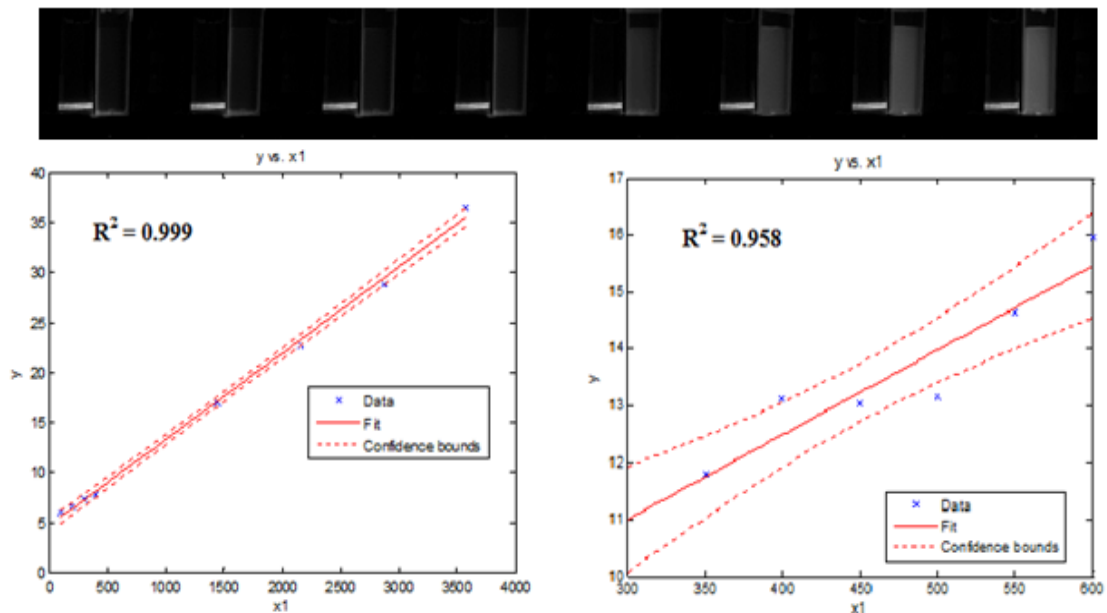 y vs. x1
R² = 0.999
40
35
30
25
20
15
10
5
0
y
Data
Fit
Confidence bounds
0 500 1000 1500 2000 2500 3000 3500 4000
x1
y vs. x1
R² = 0.958
17
16
15
14
13
12
11
10
y
Data
Fit
Confidence bounds
300 350 400 450 500 550 600
x1